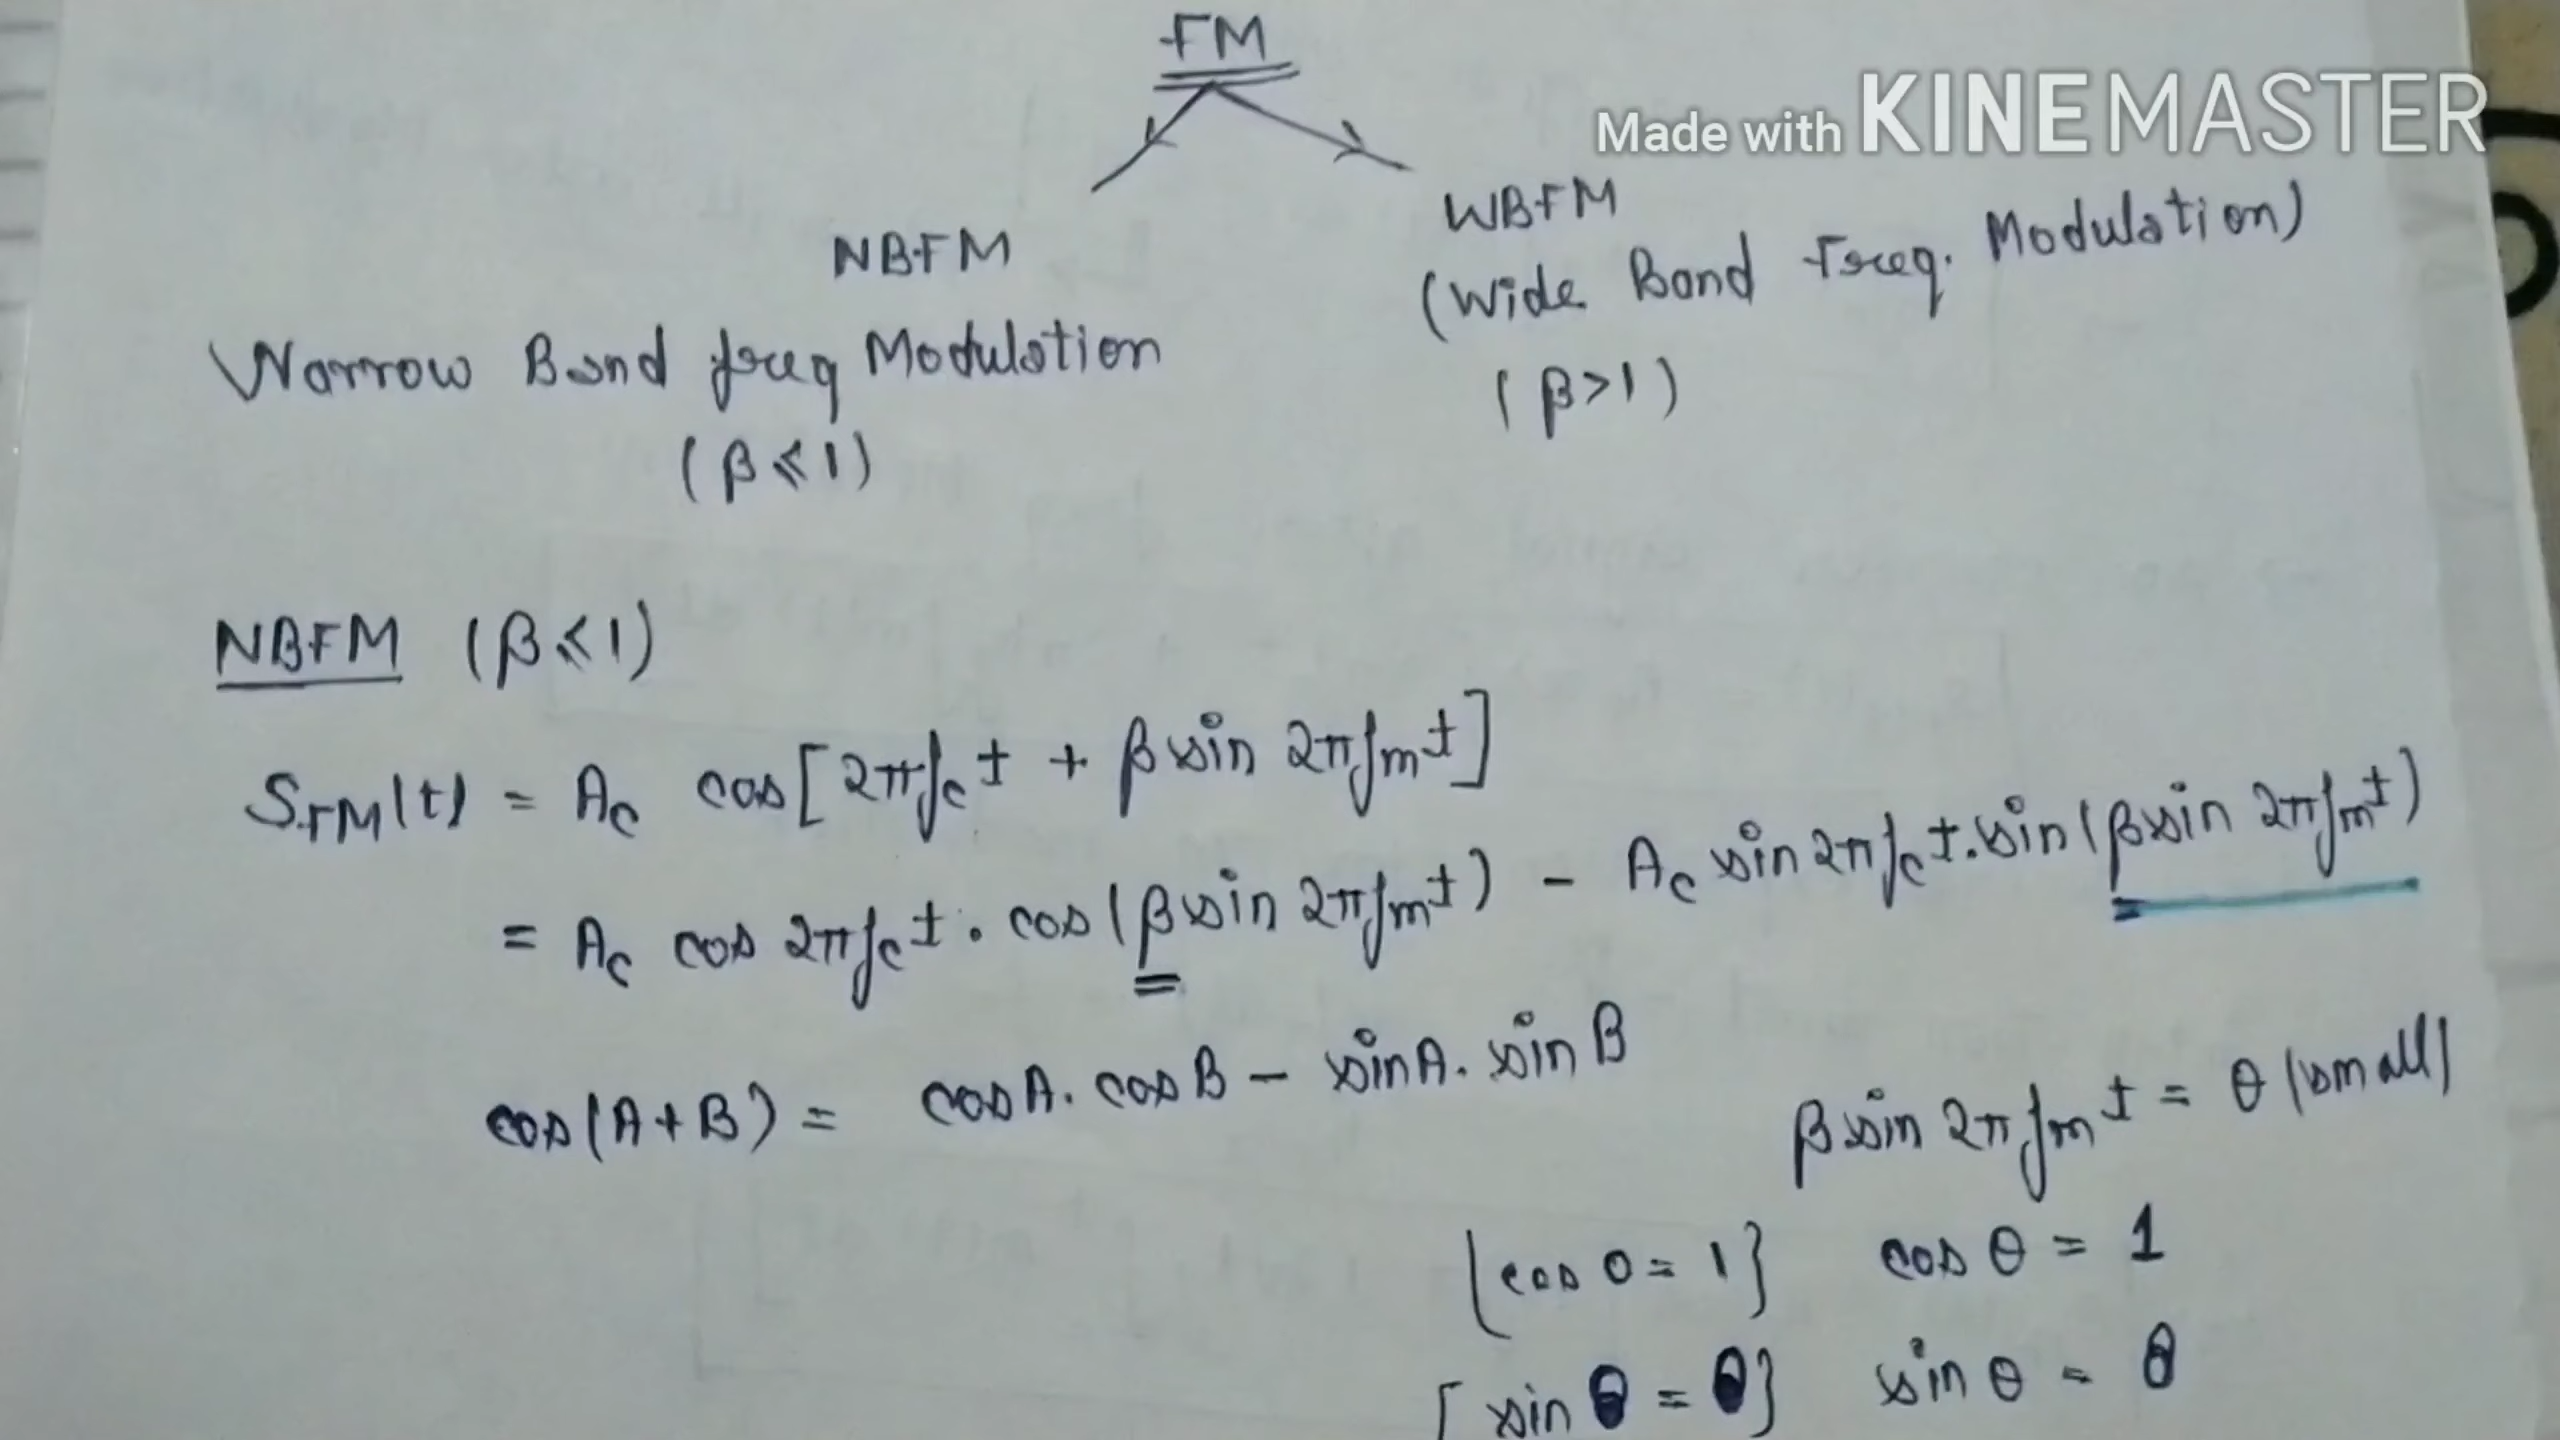 FM
Made with KINEMASTER
NBFM
WBFM
Narrow Band freq Modulation
(Wide Band Freq. Modulation)
(β⩽1)
(β>1)
NBFM (β⩽1)
SFM(t) = Ac cos[2πfct + β sin 2πfmt]
= Ac cos 2πfct . cos(β sin 2πfmt) - Ac sin 2πfct . sin(β sin 2πfmt)
cos(A+B) = cosA. cosB - sinA. sinB
β sin 2πfmt = θ (small)
{cos 0 = 1} cos θ = 1
[sin θ = θ} sin θ = θ